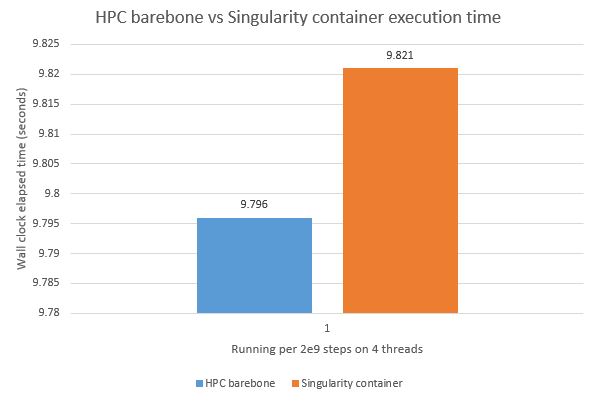 HPC barebone vs Singularity container execution time
9.825
9.82
9.815
9.81
9.805
9.8
9.795
9.79
9.785
9.78
Wall clock elapsed time (seconds)
9.796
9.821
1
Running per 2e9 steps on 4 threads
HPC barebone
Singularity container